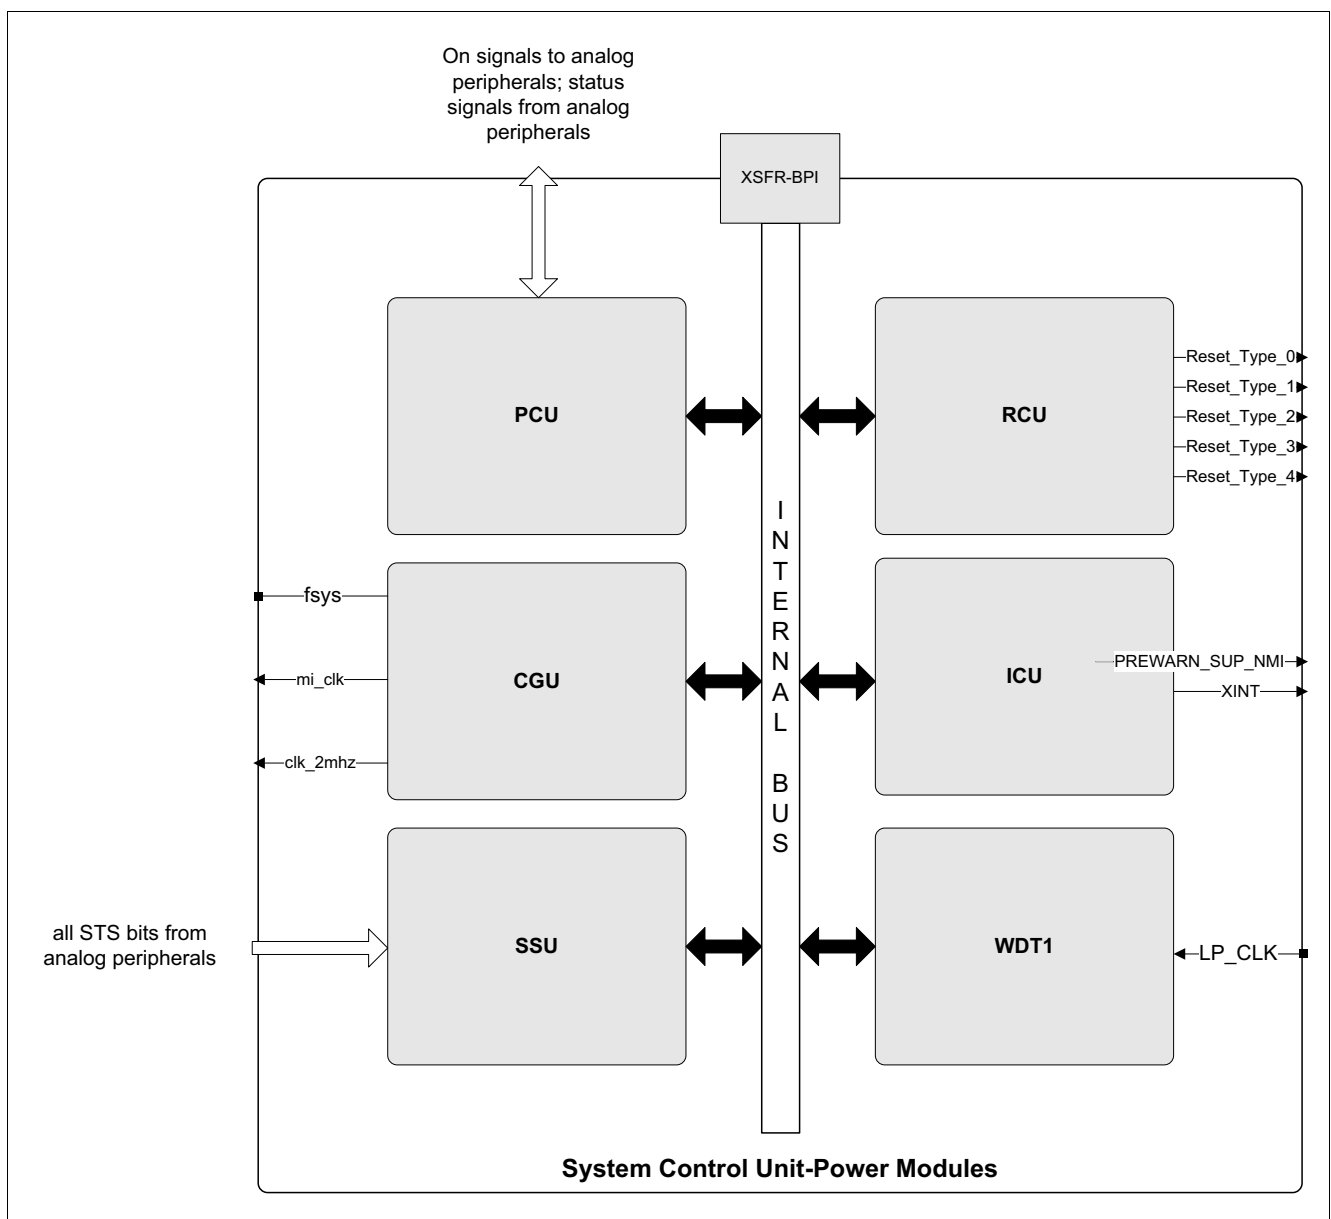 On signals to analog
peripherals; status
signals from analog
peripherals
XSFR-BPI
PCU
RCU
Reset_Type_0
Reset_Type_1
Reset_Type_2
Reset_Type_3
Reset_Type_4
INTERNAL BUS
fsys
mi_clk
clk_2mhz
CGU
ICU
PREWARN_SUP_NMI
XINT
all STS bits from
analog peripherals
SSU
WDT1
LP_CLK
System Control Unit-Power Modules